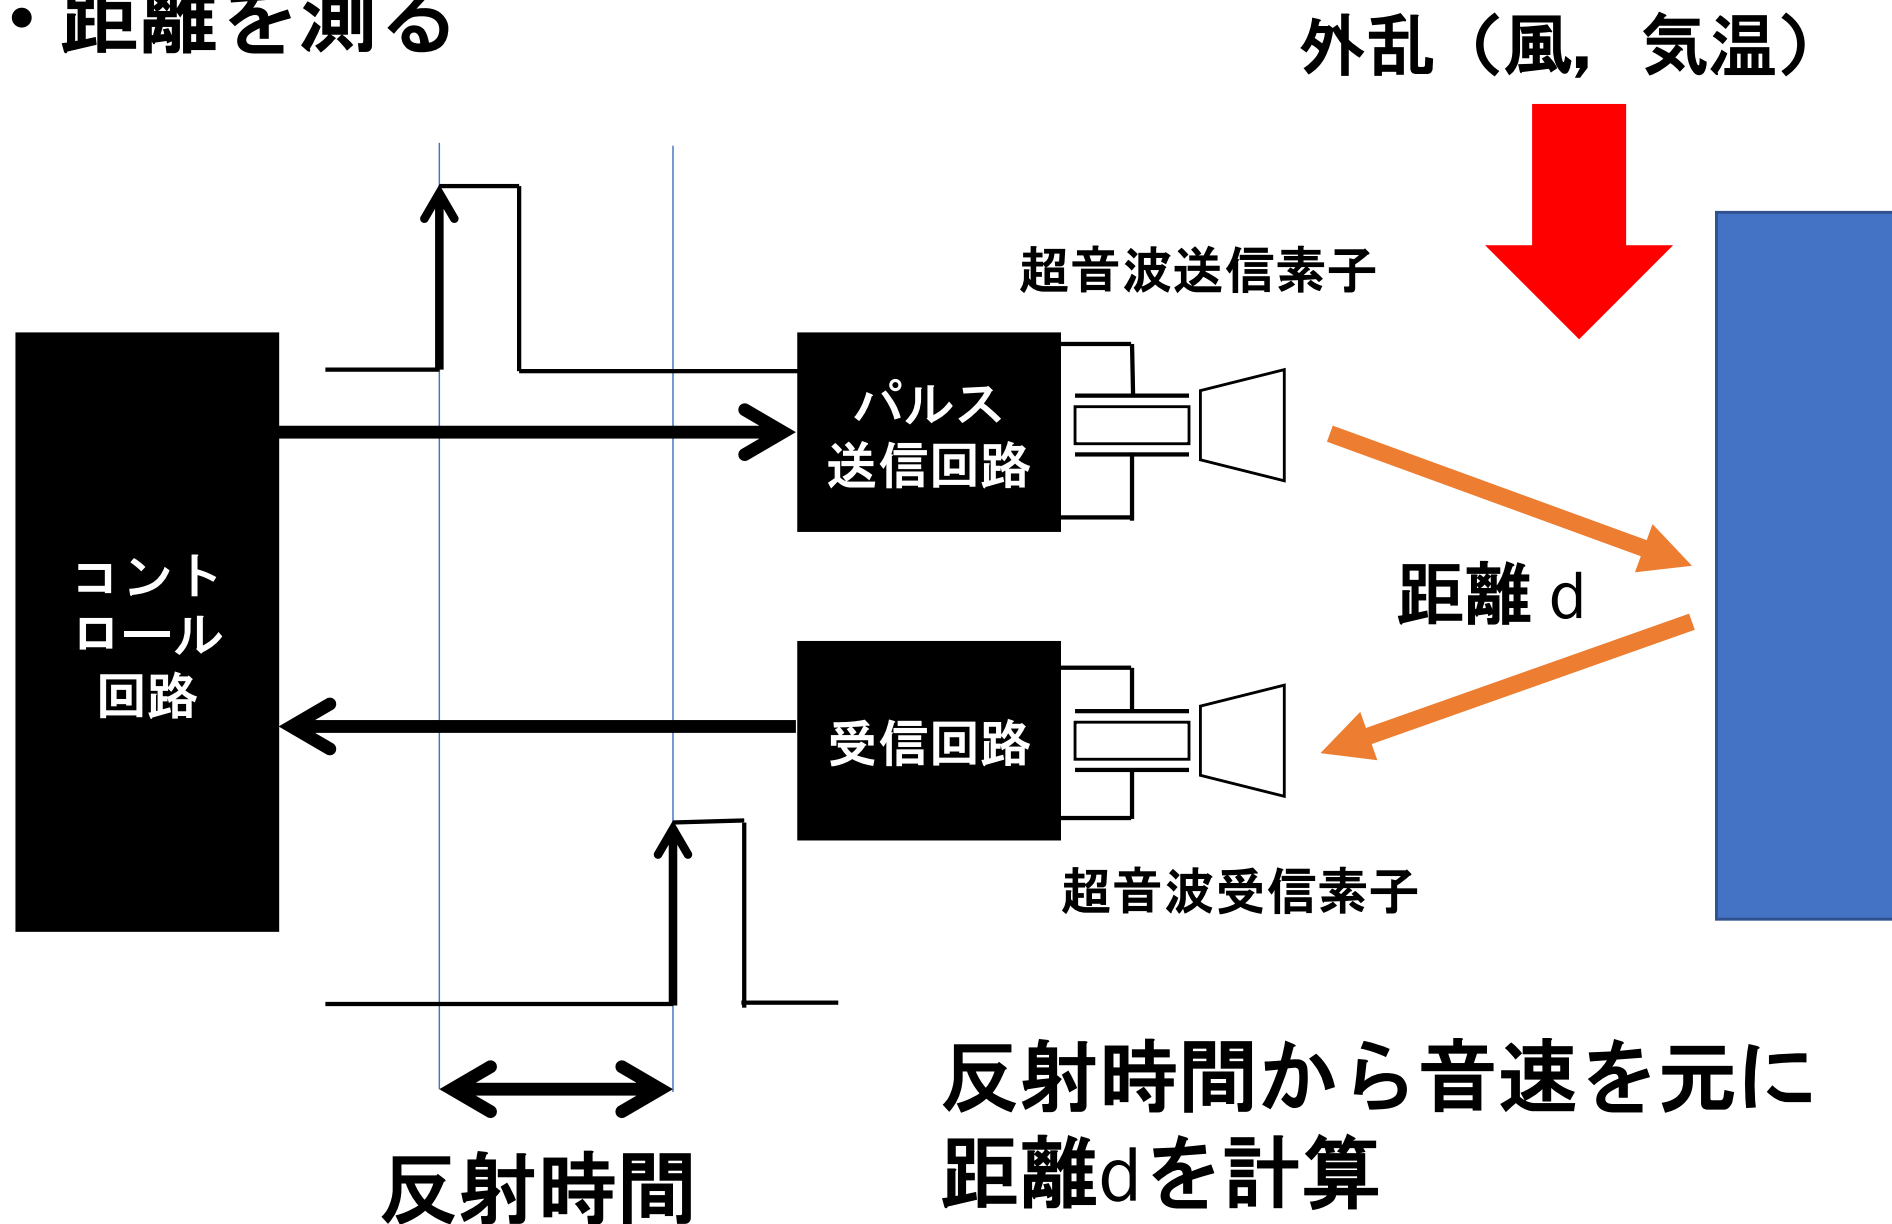 ・距離を測る
外乱（風，気温）
超音波送信素子
パルス
送信回路
コント
ロール
回路
距離 d
受信回路
超音波受信素子
反射時間
反射時間から音速を元に
距離dを計算